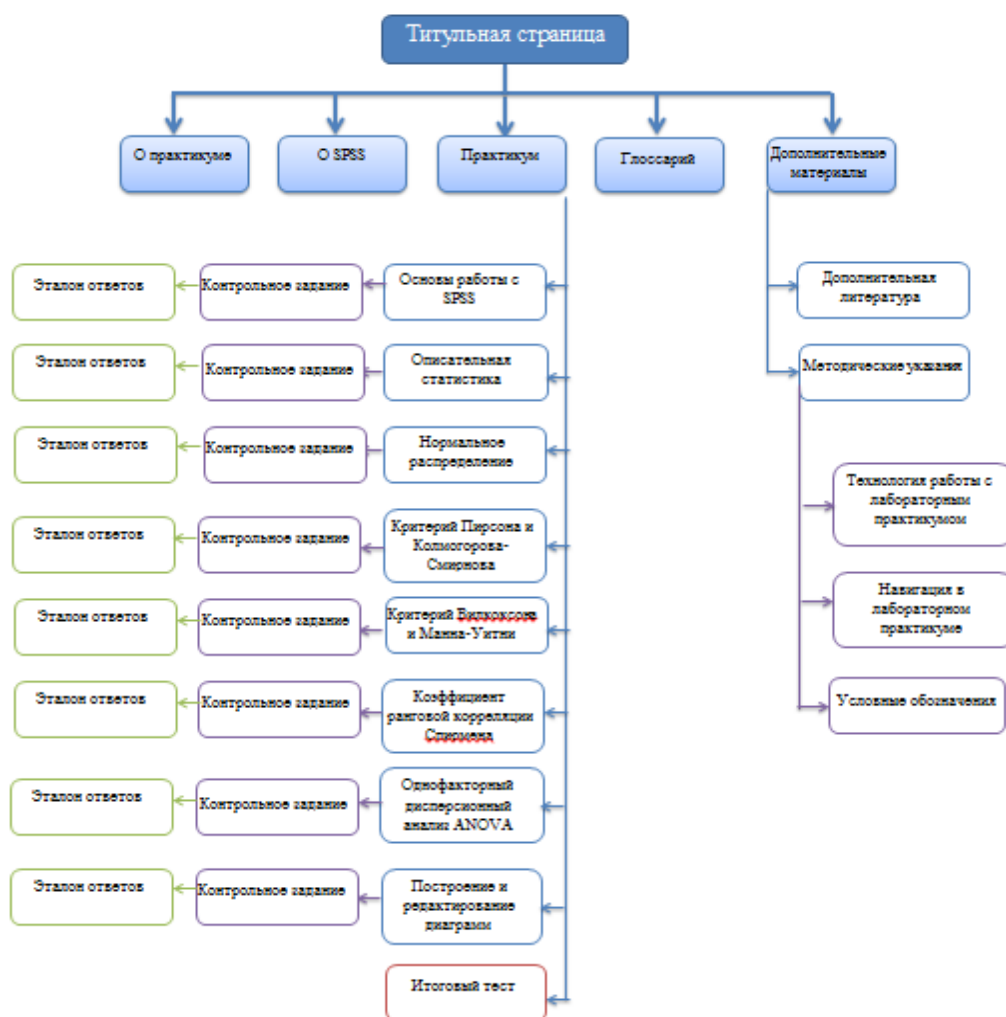 Титульная страница
О практикуме
О SPSS
Практикум
Глоссарий
Дополнительные
материалы
Эталон ответов
Контрольное задание
Основы работы с
SPSS
Дополнительная
литература
Эталон ответов
Контрольное задание
Описательная
статистика
Методические указания
Эталон ответов
Контрольное задание
Нормальное
распределение
Технология работы с
лабораторным
практикумом
Эталон ответов
Контрольное задание
Критерий Пирсона и
Колмогорова-
Смирнова
Навигация в
лабораторном
практикуме
Эталон ответов
Контрольное задание
Критерий Вилкоксона
и Манна-Уитни
Эталон ответов
Контрольное задание
Коэффициент
ранговой корреляции
Спирмена
Условные обозначения
Эталон ответов
Контрольное задание
Однофакторный
дисперсионный
анализ ANOVA
Эталон ответов
Контрольное задание
Построение и
редактирование
диаграмм
Итоговый тест